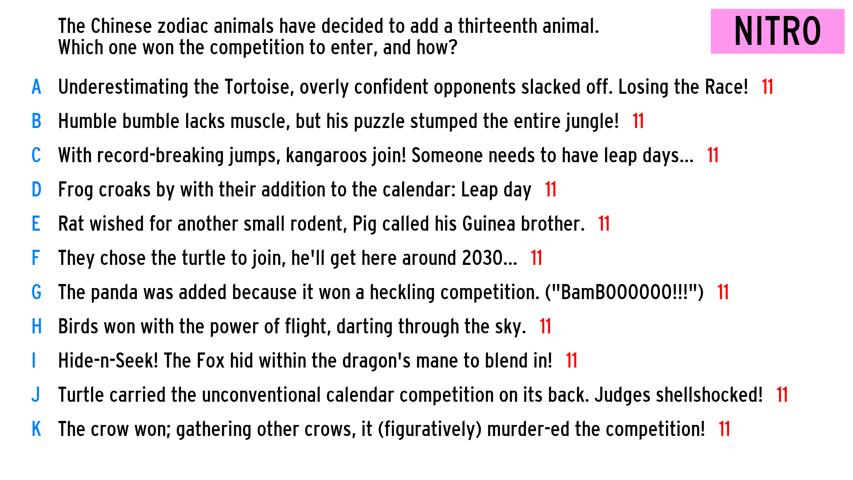 The Chinese zodiac animals have decided to add a thirteenth animal.
Which one won the competition to enter, and how?
NITRO
A Underestimating the Tortoise, overly confident opponents slacked off. Losing the Race! 11
B Humble bumble lacks muscle, but his puzzle stumped the entire jungle! 11
C With record-breaking jumps, kangaroos join! Someone needs to have leap days... 11
D Frog croaks by with their addition to the calendar: Leap day 11
E Rat wished for another small rodent, Pig called his Guinea brother. 11
F They chose the turtle to join, he'll get here around 2030... 11
G The panda was added because it won a heckling competition. ("BamBOOOOOO!!!") 11
H Birds won with the power of flight, darting through the sky. 11
I Hide-n-Seek! The Fox hid within the dragon's mane to blend in! 11
J Turtle carried the unconventional calendar competition on its back. Judges shellshocked! 11
K The crow won; gathering other crows, it (figuratively) murder-ed the competition! 11